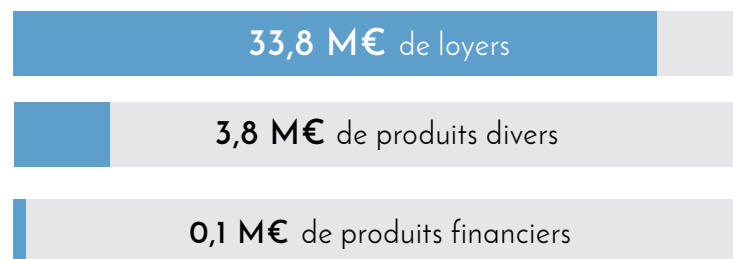 33,8 M€ de loyers
3,8 M€ de produits divers
0,1 M€ de produits financiers